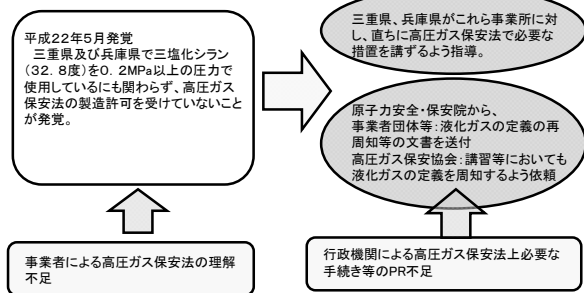 平成22年5月発覚
三重県及び兵庫県で三塩化シラン
(32．8度)を0．2MPa以上の圧力で
使用しているにも関わらず、高圧ガス
保安法の製造許可を受けていないこと
が発覚。
三重県、兵庫県がこれら事業所に対
し、直ちに高圧ガス保安法で必要な
措置を講ずるよう指導。
原子力安全・保安院から、
事業者団体等：液化ガスの定義の再
周知等の文書を送付
高圧ガス保安協会：講習等においても
液化ガスの定義を周知するよう依頼
事業者による高圧ガス保安法の理解
不足
行政機関による高圧ガス保安法上必要な
手続き等のPR不足